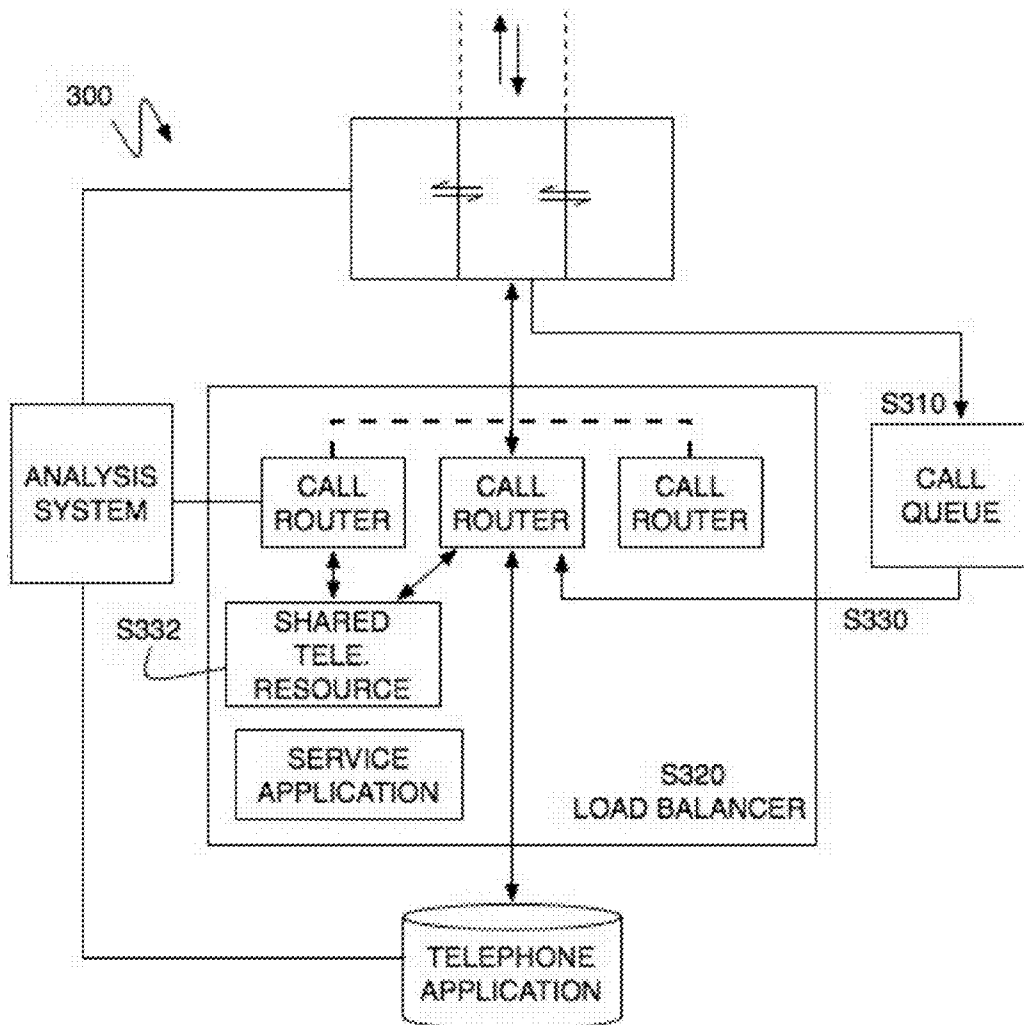 300
S310
ANALYSIS
SYSTEM
CALL
ROUTER
CALL
ROUTER
CALL
ROUTER
CALL
QUEUE
S332
SHARED
TELE.
RESOURCE
S330
SERVICE
APPLICATION
S320
LOAD BALANCER
TELEPHONE
APPLICATION